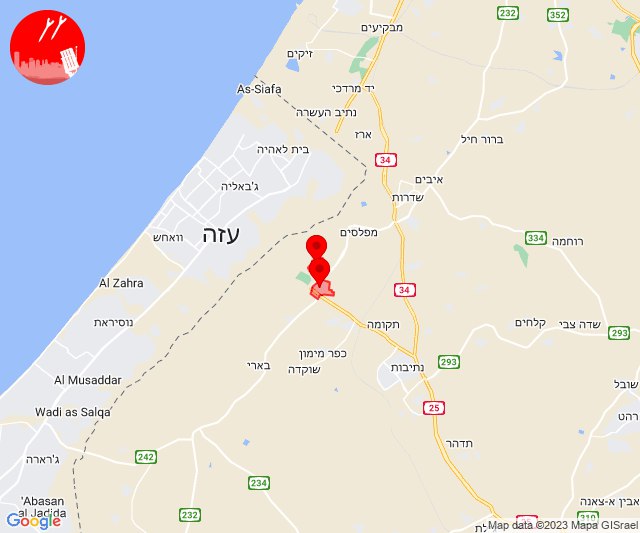 מבקיעים
232
352
זיקים
יד מרדכי
As-Siafa
נתיב העשרה
ארז
ברור חיל
בית לאהיה
34
איבים
ג'באליה
שדרות
מפלסים
וואחש
עזה
334
רוחמה
Al Zahra
34
נוסיראת
תקומה
קלחים
שדה צבי
293
כפר מימון
שוקדה
בארי
נתיבות
293
Al Musaddar
שובל
25
Wadi as Salqa
רהט
תדהר
242
ג'רארה
234
'Abasan
al Jadida
אבין א-צאנה
232
310
Google
Map data ©2023 Mapa GISrael